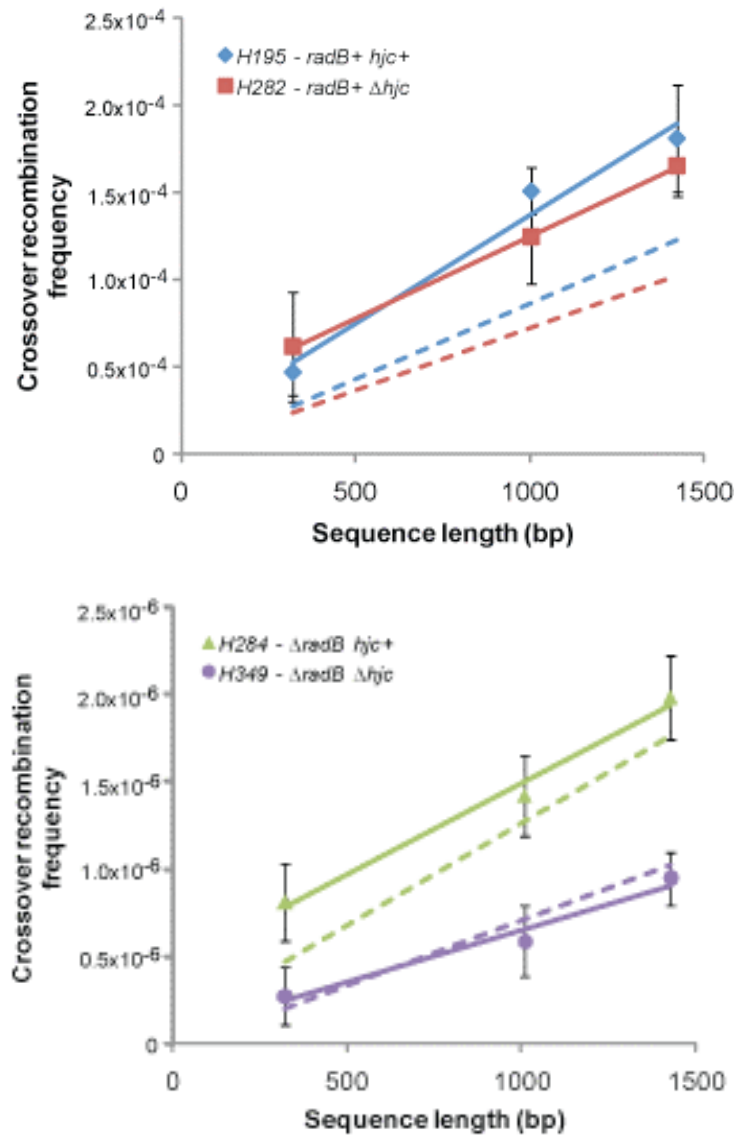 2.5x10-4
H195 - radB+ hjc+
H282 - radB+ Δhjc
2.0x10-4
1.5x10-4
1.0x10-4
0.5x10-4
0
Crossover recombination
frequency
0 500 1000 1500
Sequence length (bp)
2.5x10-6
H284 - ΔradB hjc+
H349 - ΔradB Δhjc
2.0x10-6
1.5x10-6
1.0x10-6
0.5x10-6
0
Crossover recombination
frequency
0 500 1000 1500
Sequence length (bp)